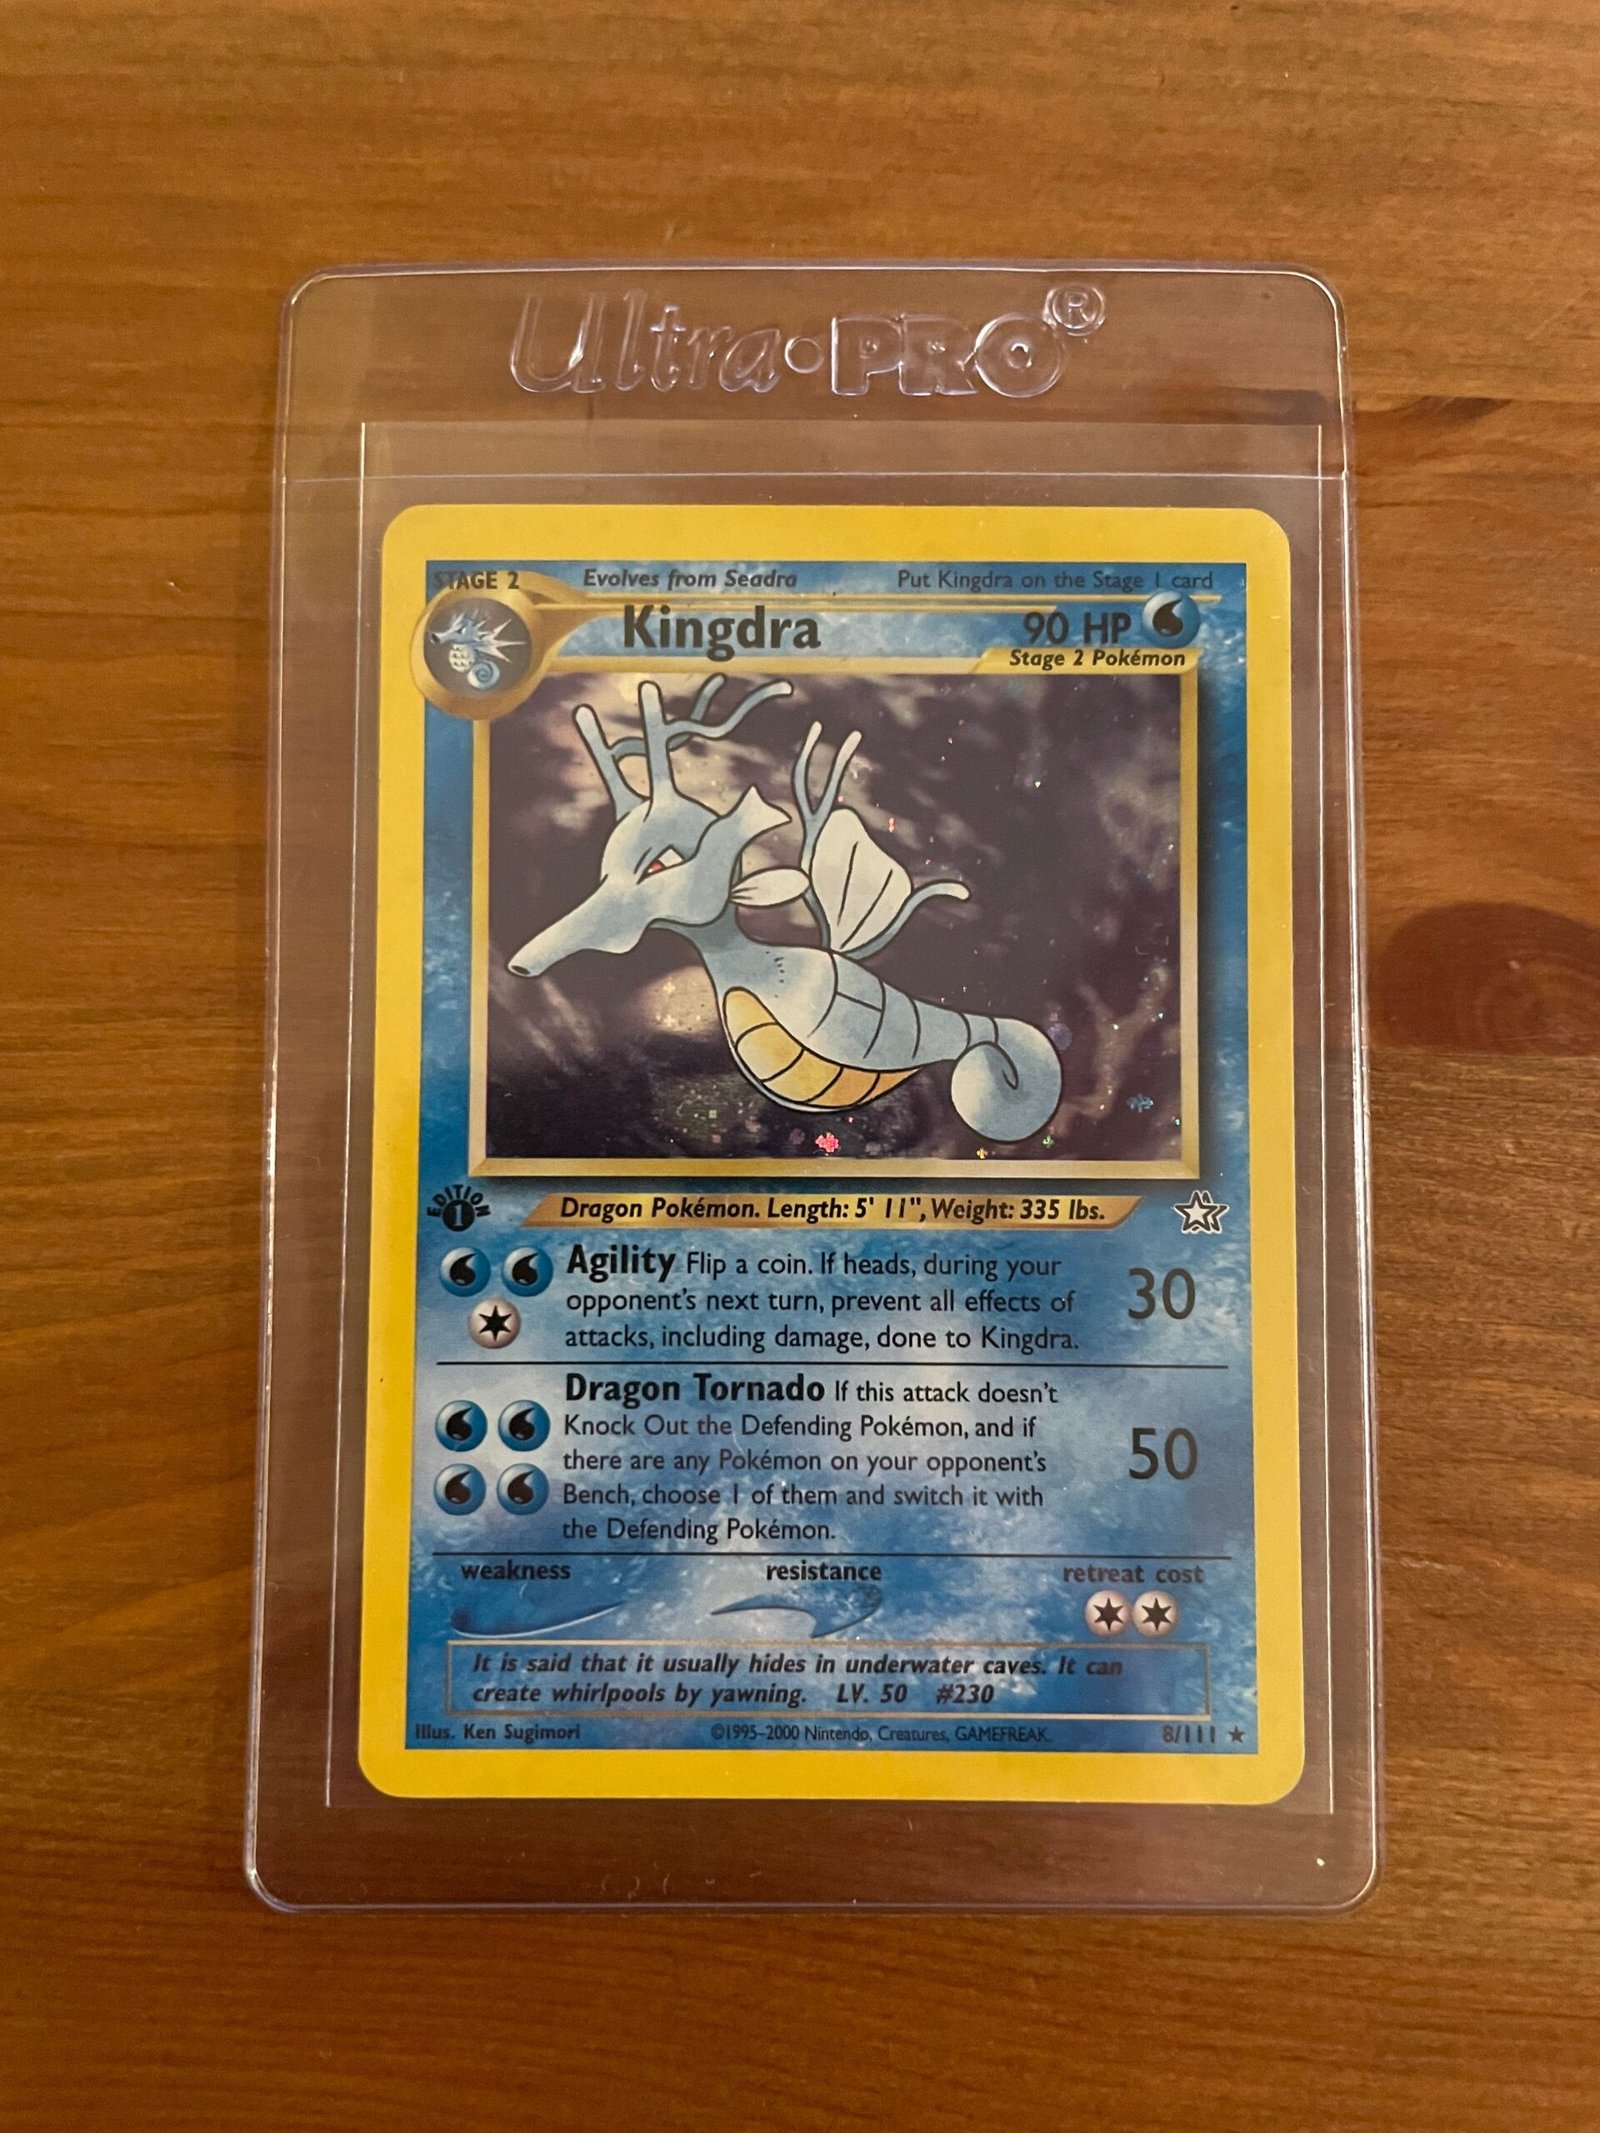 Ultra•PRO®
STAGE 2 Evolves from Seadra Put Kingdra on the Stage 1 card
Kingdra 90 HP
Stage 2 Pokémon
EDITION 1
Dragon Pokémon. Length: 5' 11", Weight: 335 lbs.
Agility Flip a coin. If heads, during your
opponent's next turn, prevent all effects of
attacks, including damage, done to Kingdra.
30
Dragon Tornado If this attack doesn't
Knock Out the Defending Pokémon, and if
there are any Pokémon on your opponent's
Bench, choose 1 of them and switch it with
the Defending Pokémon.
50
weakness resistance retreat cost
It is said that it usually hides in underwater caves. It can
create whirlpools by yawning. LV. 50 #230
Illus. Ken Sugimori ©1995-2000 Nintendo, Creatures, GAMEFREAK. 8/111 ★